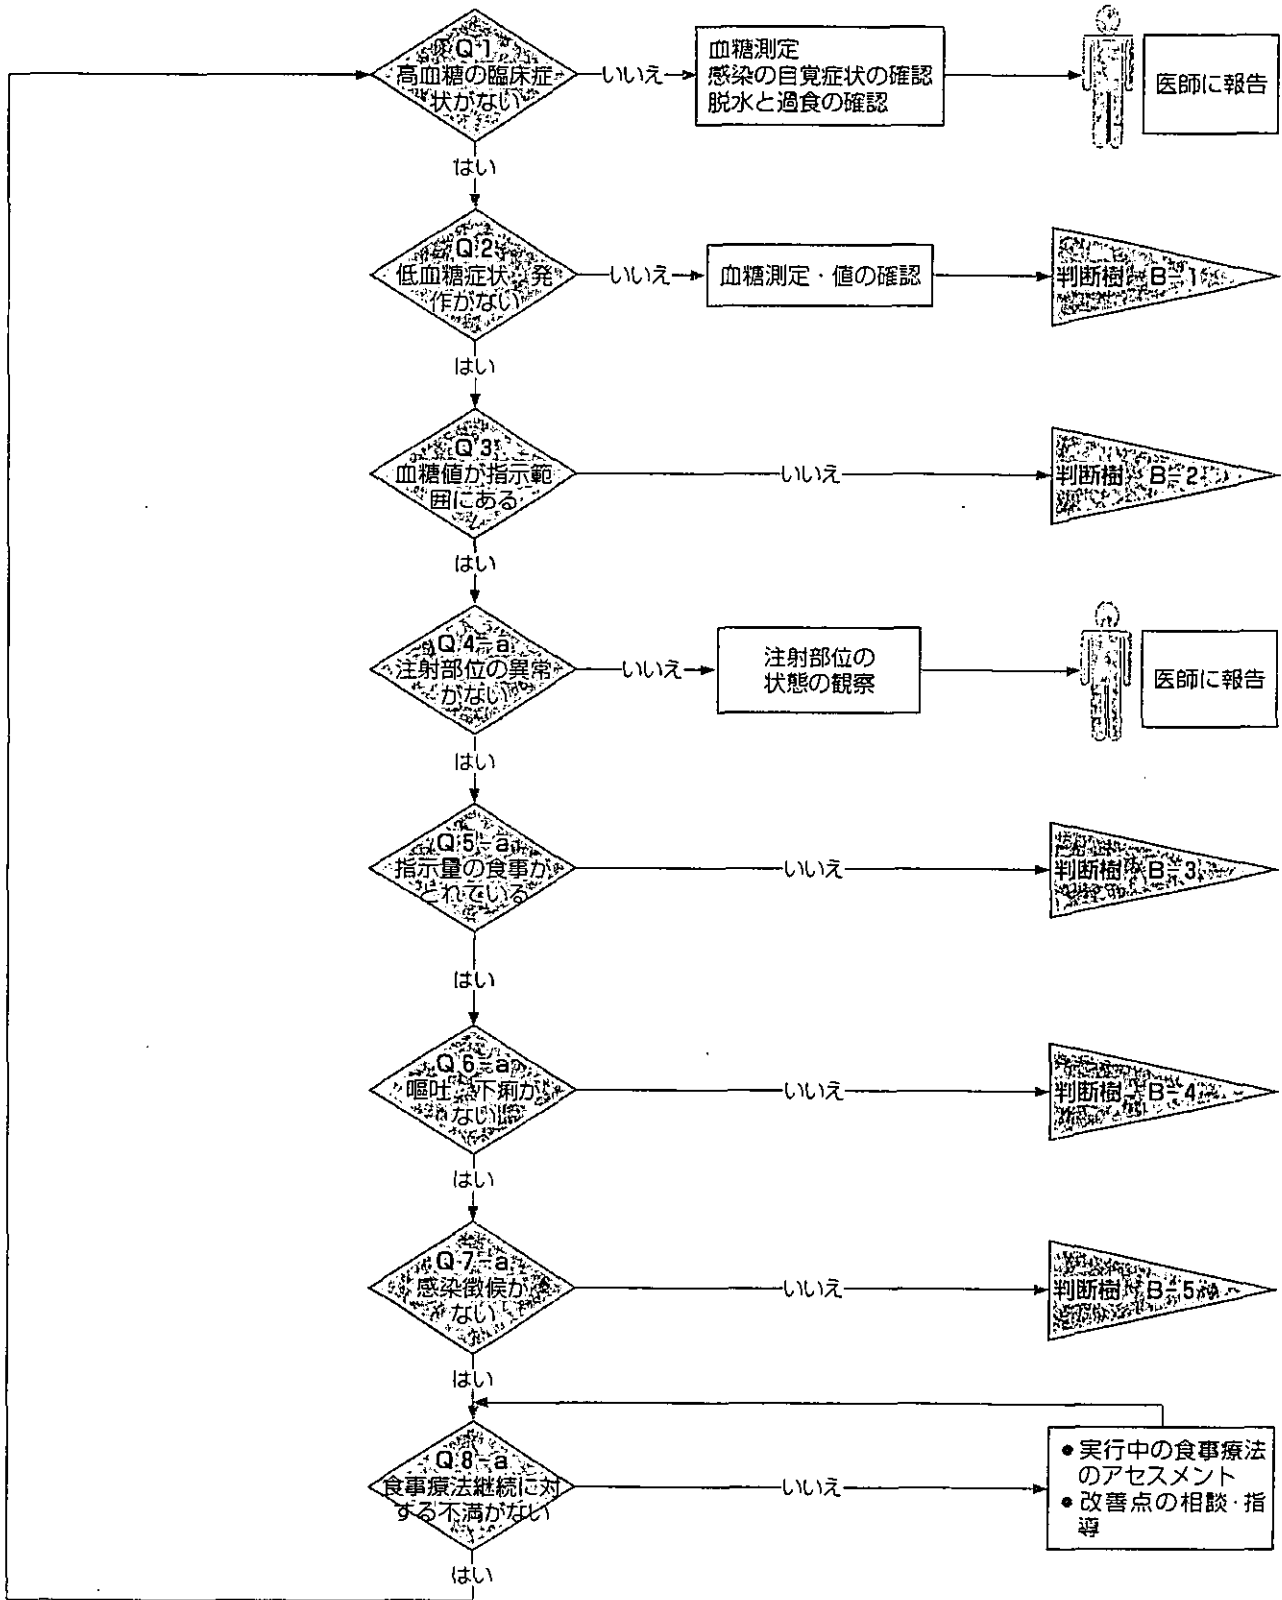 Q 1
高血糖の臨床症
状がない
いいえ
血糖測定
感染の自覚症状の確認
脱水と過食の確認
医師に報告
はい
Q 2
低血糖症状 発
作がない
いいえ
血糖測定・値の確認
判断樹 B-1
はい
Q 3
血糖値が指示範
囲にある
いいえ
判断樹 B-2
はい
Q 4-a
注射部位の異常
がない
いいえ
注射部位の
状態の観察
医師に報告
はい
Q 5-a
指示量の食事が
とれている
いいえ
判断樹 B-3
はい
Q 6-a
嘔吐 下痢が
ない
いいえ
判断樹 B-4
はい
Q 7-a
感染徴候が
ない
いいえ
判断樹 B-5
はい
Q 8-a
食事療法継続に対
する不満がない
いいえ
● 実行中の食事療法
のアセスメント
● 改善点の相談・指
導
はい